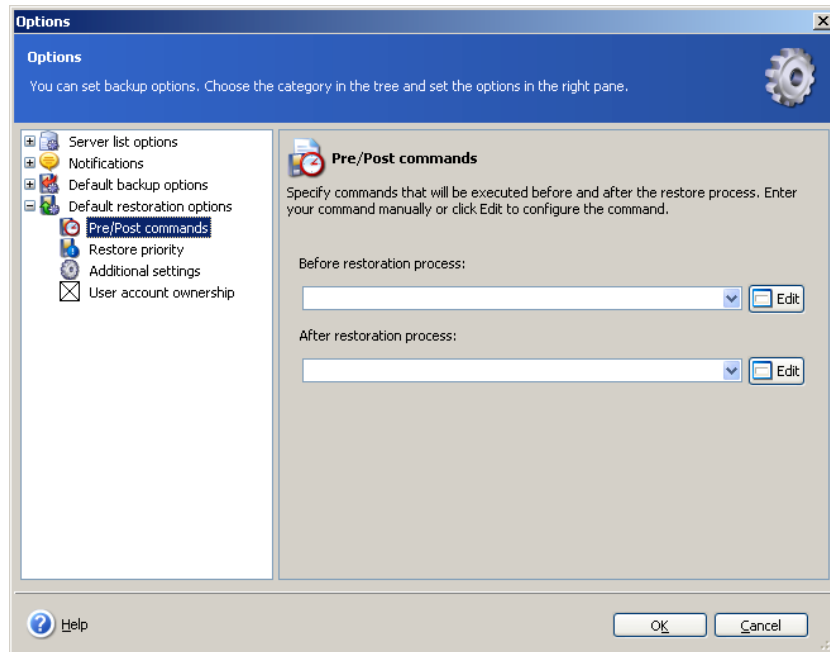 Options
Options
You can set backup options. Choose the category in the tree and set the options in the right pane.
Server list options
Notifications
Default backup options
Default restoration options
Pre/Post commands
Restore priority
Additional settings
User account ownership
Pre/Post commands
Specify commands that will be executed before and after the restore process. Enter
your command manually or click Edit to configure the command.
Before restoration process:
Edit
After restoration process:
Edit
Help
OK
Cancel